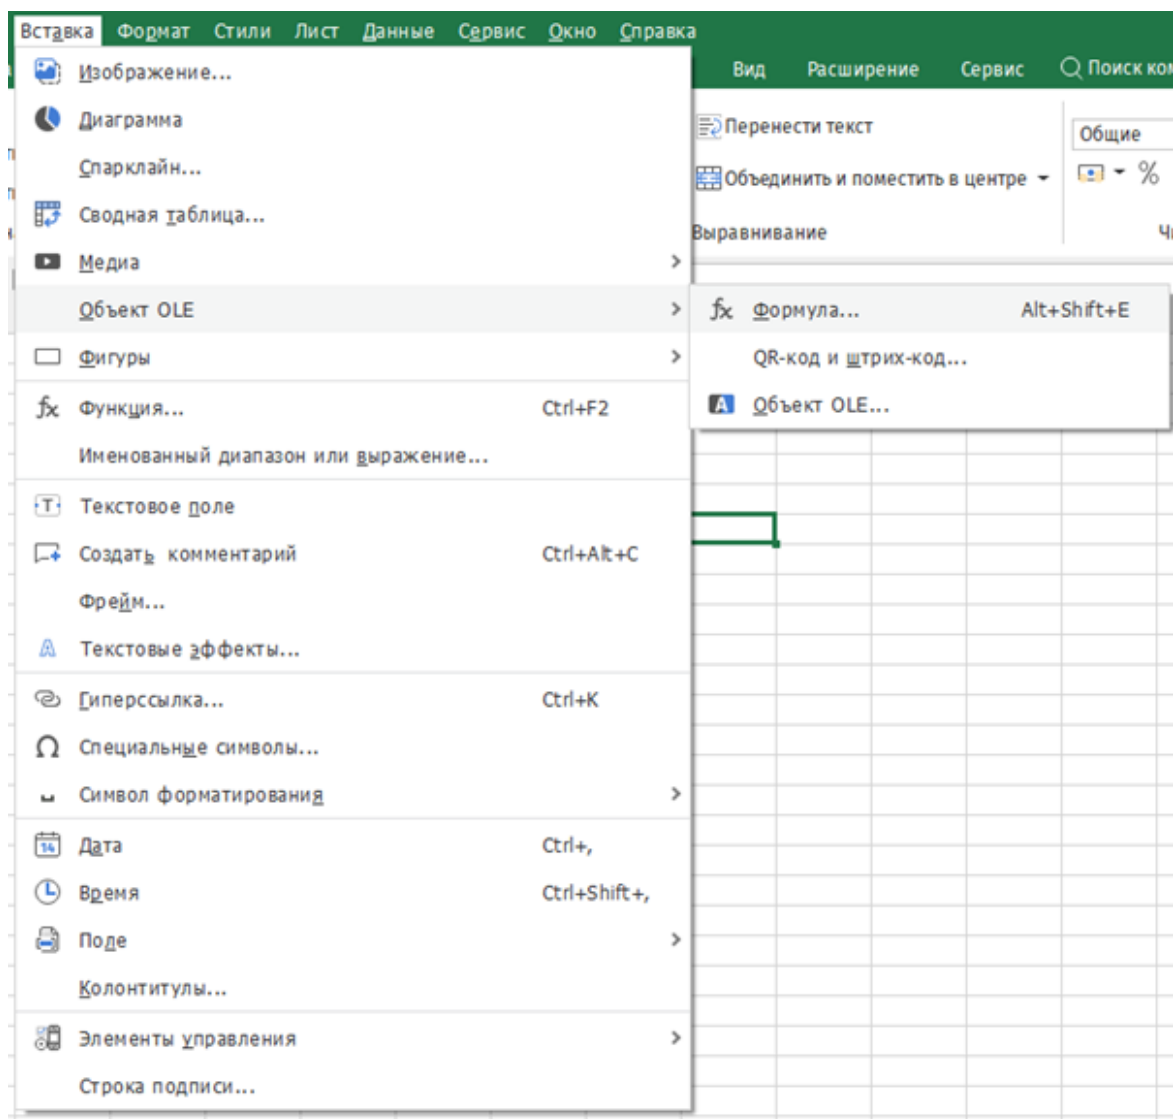 Вставка Формат Стили Лист Данные Сервис Окно Справка
Вид Расширение Сервис Поиск ком
Изображение...
Диаграмма
Спарклайн...
Сводная таблица...
Медиа
Объект OLE
Фигуры
Функция... Ctrl+F2
Именованный диапазон или выражение...
Текстовое поле
Создать комментарий Ctrl+Alt+C
Фрейм...
Текстовые эффекты...
Гиперссылка... Ctrl+K
Специальные символы...
Символ форматирования
Дата Ctrl+,
Время Ctrl+Shift+,
Поле
Колонтитулы...
Элементы управления
Строка подписи...
Перенести текст
Общие
Объединить и поместить в центре
%
Выравнивание
Формула... Alt+Shift+E
QR-код и штрих-код...
Объект OLE...